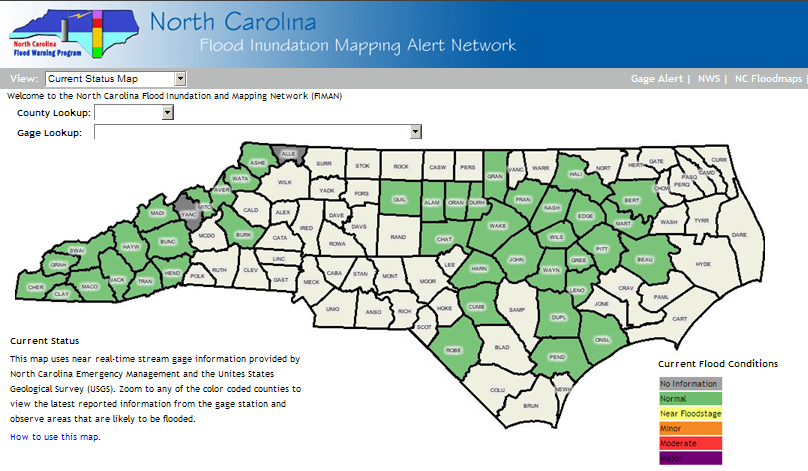 North Carolina
Flood Inundation Mapping Alert Network
North Carolina
Flood Warning Program
View: Current Status Map
Gage Alert | NWS | NC Floodmaps |
Welcome to the North Carolina Flood Inundation and Mapping Network (FIMAN)
County Lookup:
Gage Lookup:
ASHE ALLE SURR STOK ROCK CASW PERS GRAN VANC WARR HALI NORT HERT GATE CURR CAMD PASQ PERQ CHOW
WATA WILK YADK FORS GUIL ALAM ORAN DURH FRAN NASH EDGE BERT MART WASH TYRR DARE
AVER MITC YANC MADI CALD ALEX IRED DAVE DAVS RAND CHAT WAKE WILS PITT BEAU HYDE
SWAI HAYW BUNC MCDO BURK CATA ROWA LEE HARN JOHN WAYN GREE LENO CRAV PAML
GRAH CHER CLAY MACO JACK TRAN HEND POLK RUTH CLEV LINC GAST MECK CABA STAN MONT MOOR
UNIO ANSO RICH SCOT HOKE CUMB SAMP DUPL JONE CART ONSL
ROBE BLAD PEND COLU BRUN NEWH
Current Status
This map uses near real-time stream gage information provided by
North Carolina Emergency Management and the Unites States
Geological Survey (USGS). Zoom to any of the color coded counties to
view the latest reported information from the gage station and
observe areas that are likely to be flooded.
How to use this map.
Current Flood Conditions
No Information
Normal
Near Floodstage
Minor
Moderate
Major